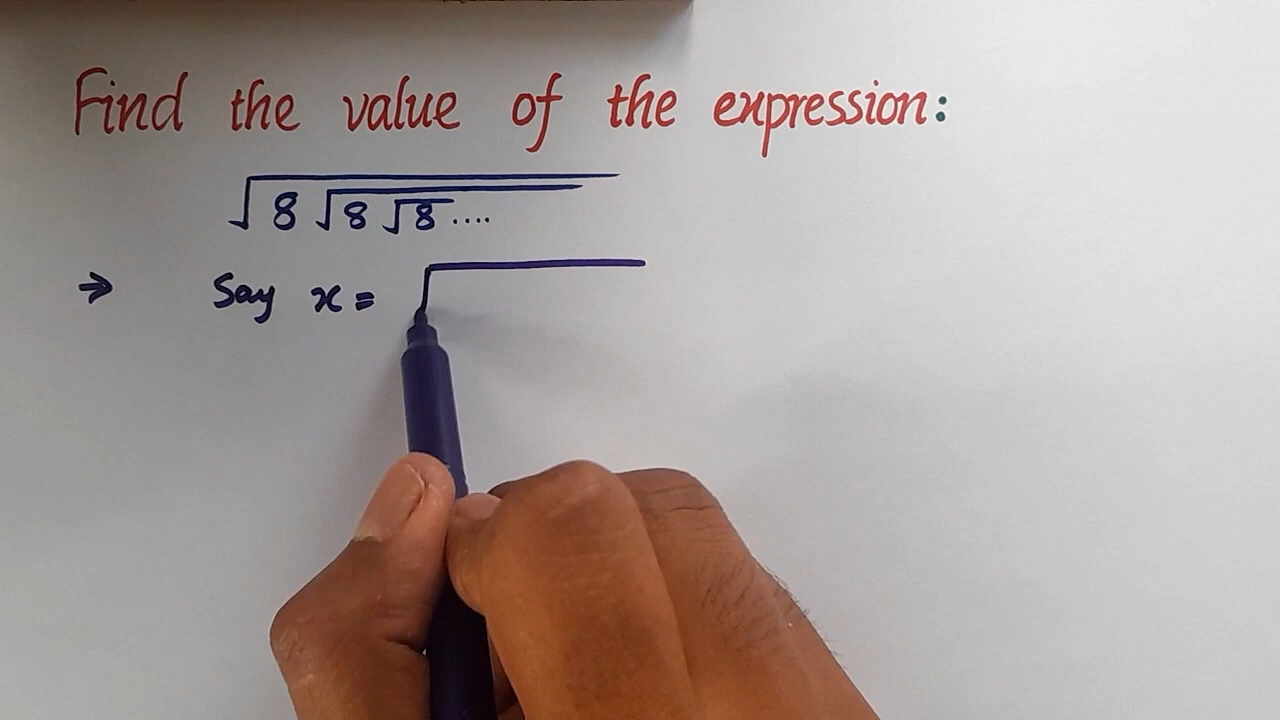 Find the value of the expression:
√8√8√8....
→ Say x = √